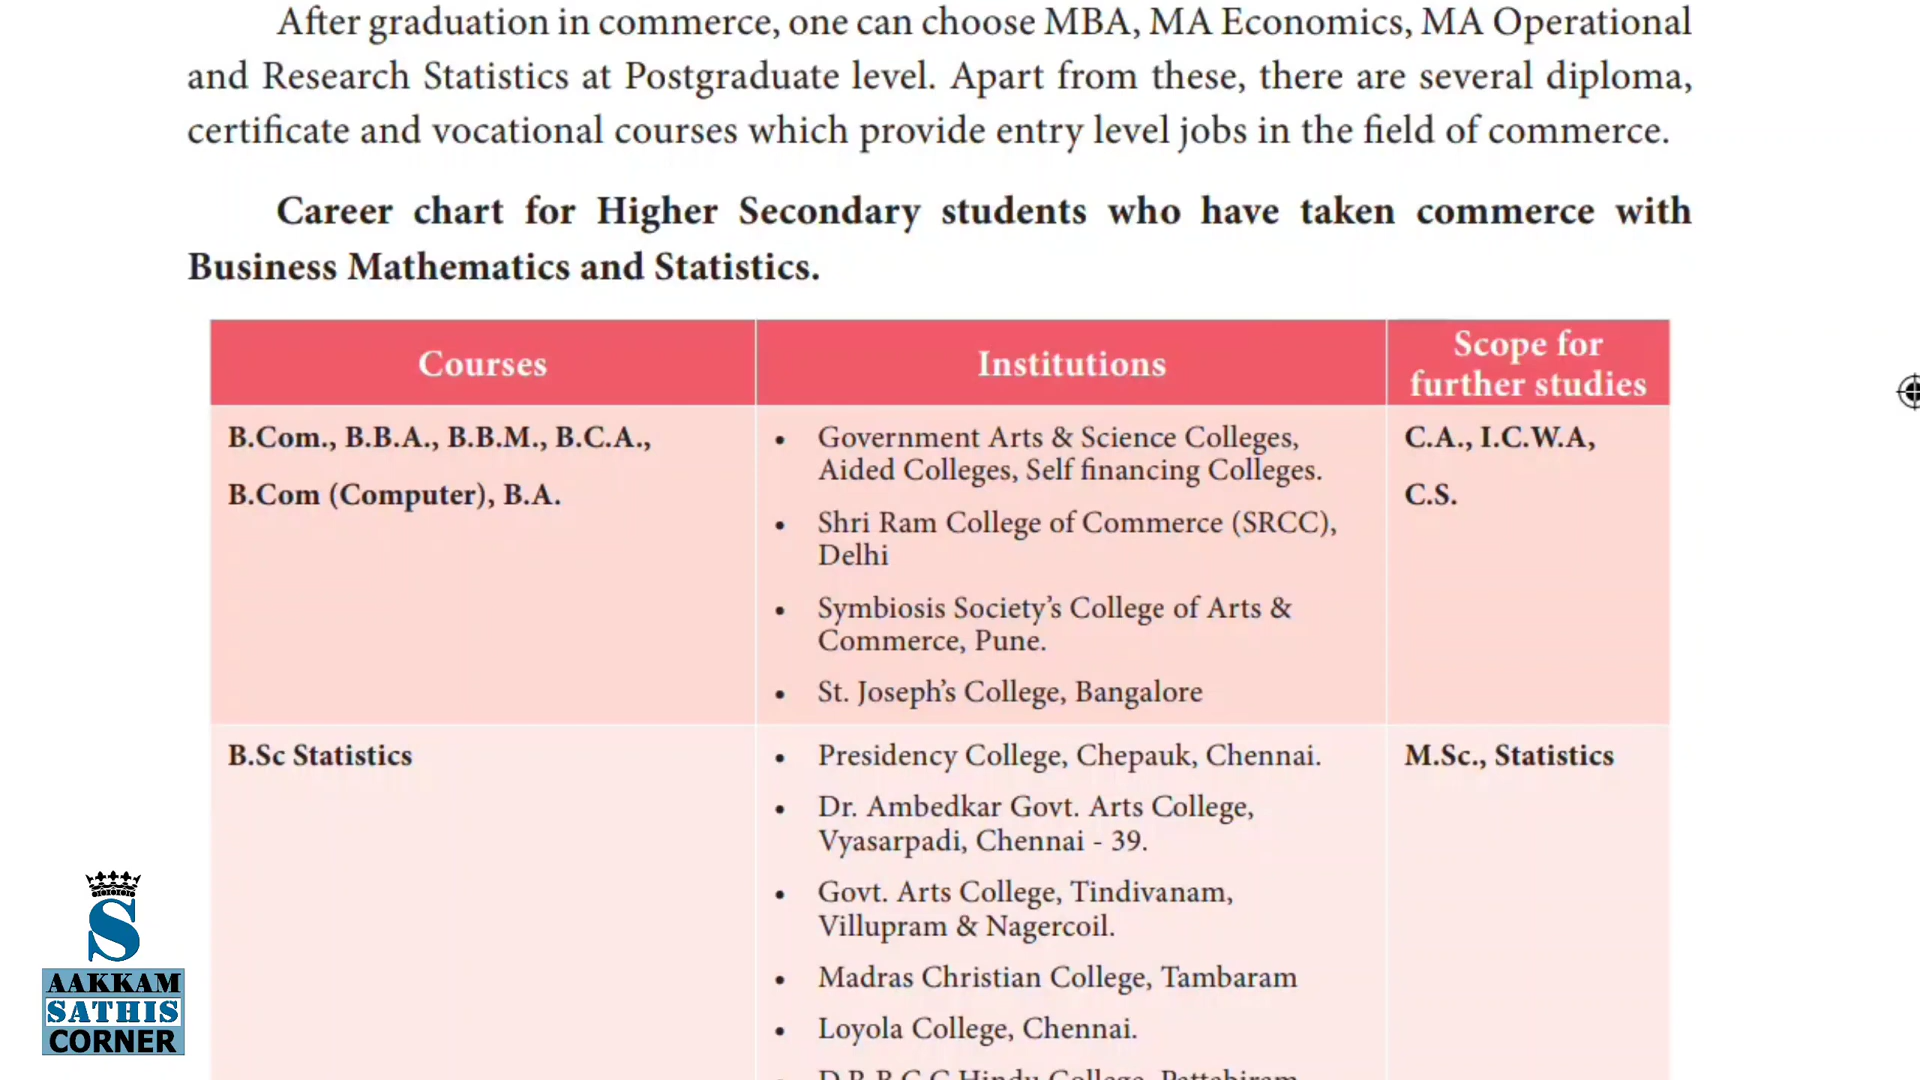 After graduation in commerce, one can choose MBA, MA Economics, MA Operational
and Research Statistics at Postgraduate level. Apart from these, there are several diploma,
certificate and vocational courses which provide entry level jobs in the field of commerce.
Career chart for Higher Secondary students who have taken commerce with
Business Mathematics and Statistics.
Courses
Institutions
Scope for
further studies
B.Com., B.B.A., B.B.M., B.C.A.,
B.Com (Computer), B.A.
• Government Arts & Science Colleges,
Aided Colleges, Self financing Colleges.
• Shri Ram College of Commerce (SRCC),
Delhi
• Symbiosis Society's College of Arts &
Commerce, Pune.
• St. Joseph's College, Bangalore
C.A., I.C.W.A,
C.S.
B.Sc Statistics
• Presidency College, Chepauk, Chennai.
• Dr. Ambedkar Govt. Arts College,
Vyasarpadi, Chennai - 39.
• Govt. Arts College, Tindivanam,
Villupram & Nagercoil.
• Madras Christian College, Tambaram
• Loyola College, Chennai.
Hindu College, Pattabiram
M.Sc., Statistics
S
AAKKAM
SATHIS
CORNER